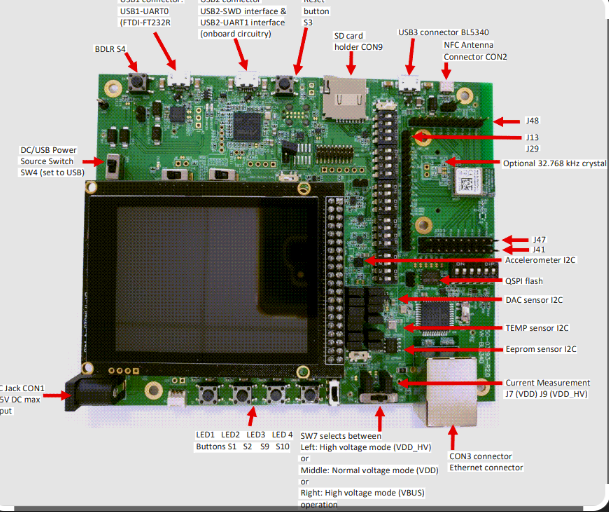 USB1-UART0
(FTDI-FT232R
USB2-SWD interface &
USB2-UART1 interface
(onboard circuitry)
button
S3
BDLR S4
SD card
holder CON9
USB3 connector BL5340
NFC Antenna
Connector CON2
J48
J13
J29
DC/USB Power
Source Switch
SW4 (set to USB)
Optional 32.768 kHz crystal
J47
J41
Accelerometer I2C
QSPI flash
DAC sensor I2C
TEMP sensor I2C
Eeprom sensor I2C
C Jack CON1
5V DC max
put
Current Measurement
J7 (VDD) J9 (VDD_HV)
LED1 LED2 LED3 LED 4
Buttons S1 S2 S9 S10
SW7 selects between
Left: High voltage mode (VDD_HV)
or
Middle: Normal voltage mode (VDD)
or
Right: High voltage mode (VBUS)
operation
CON3 connector
Ethernet connector